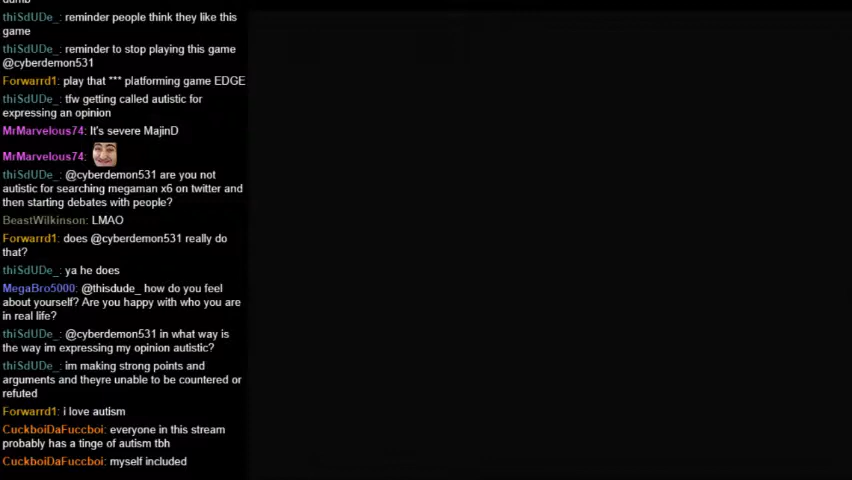 dumb
thiSdUDe_: reminder people think they like this
game
thiSdUDe_: reminder to stop playing this game
@cyberdemon531
Forwarrd1: play that *** platforming game EDGE
thiSdUDe_: tfw getting called autistic for
expressing an opinion
MrMarvelous74: It's severe MajinD
MrMarvelous74:
thiSdUDe_: @cyberdemon531 are you not
autistic for searching megaman x6 on twitter and
then starting debates with people?
BeastWilkinson: LMAO
Forwarrd1: does @cyberdemon531 really do
that?
thiSdUDe_: ya he does
MegaBro5000: @thisdude_ how do you feel
about yourself? Are you happy with who you are
in real life?
thiSdUDe_: @cyberdemon531 in what way is
the way im expressing my opinion autistic?
thiSdUDe_: im making strong points and
arguments and theyre unable to be countered or
refuted
Forwarrd1: i love autism
CuckboiDaFuccboi: everyone in this stream
probably has a tinge of autism tbh
CuckboiDaFuccboi: myself included